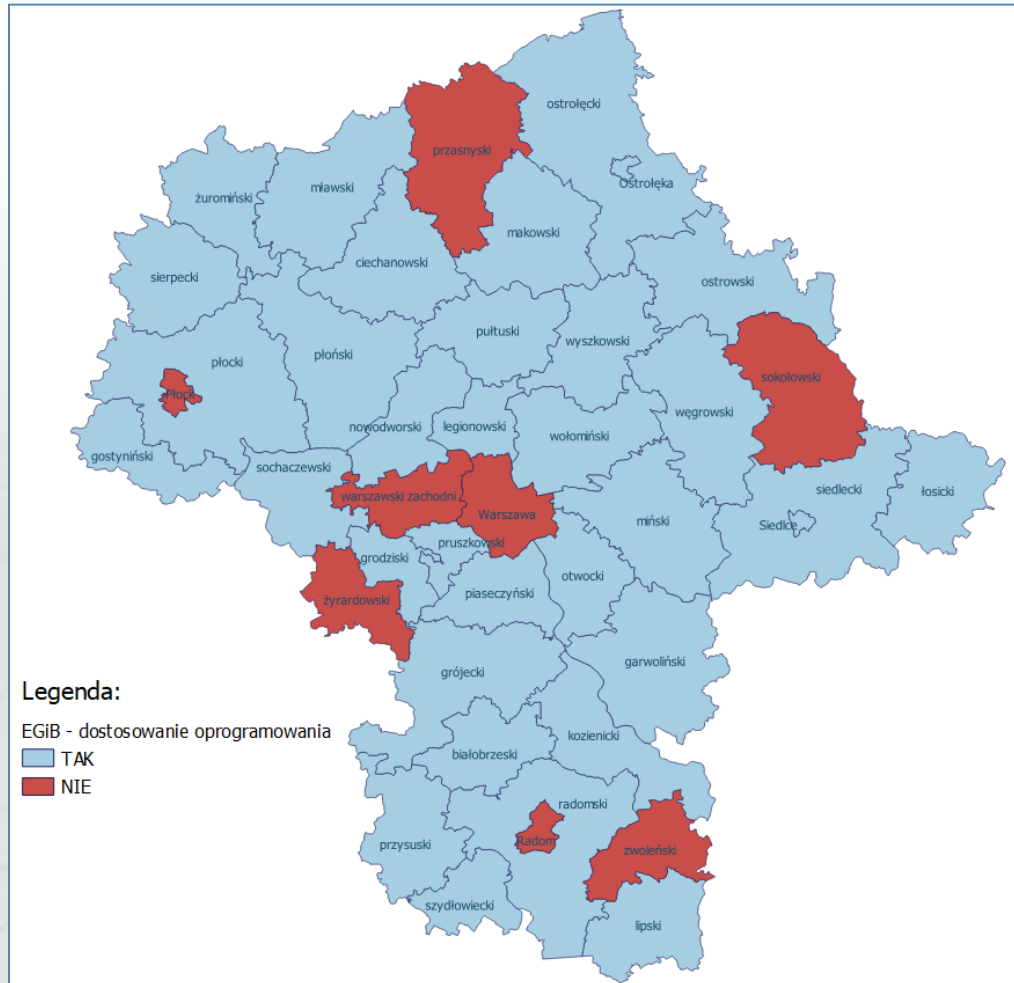 ostrołęcki
przasnyski
Ostrołęka
mławski
żuromiński
makowski
ciechanowski
sierpecki
ostrowski
pułtuski
wyszkowski
płoński
płocki
sokołowski
Płock
węgrowski
nowodworski
legionowski
wołomiński
gostyniński
sochaczewski
siedlecki
łosicki
warszawski zachodni
Warszawa
miński
Siedlce
pruszkowski
grodziski
otwocki
piaseczyński
żyrardowski
garwoliński
grójecki
Legenda:
EGiB - dostosowanie oprogramowania
TAK
NIE
kozienicki
białobrzeski
radomski
Radom
przysuski
zwoleński
szydłowiecki
lipski